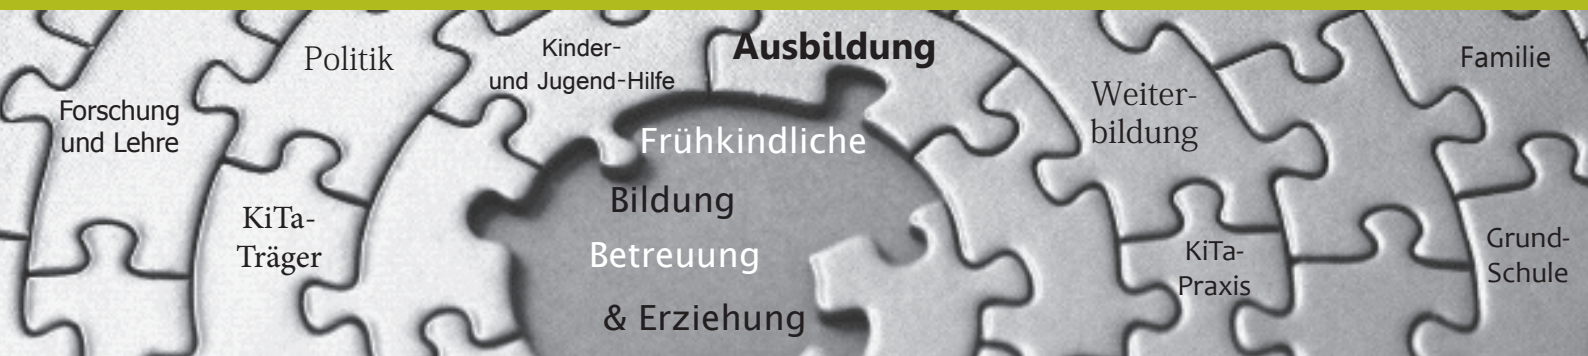 Forschung
und Lehre
Politik
KiTa-
Träger
Kinder-
und Jugend-Hilfe
Ausbildung
Frühkindliche
Bildung
Betreuung
& Erziehung
Weiter-
bildung
KiTa-
Praxis
Familie
Grund-
Schule